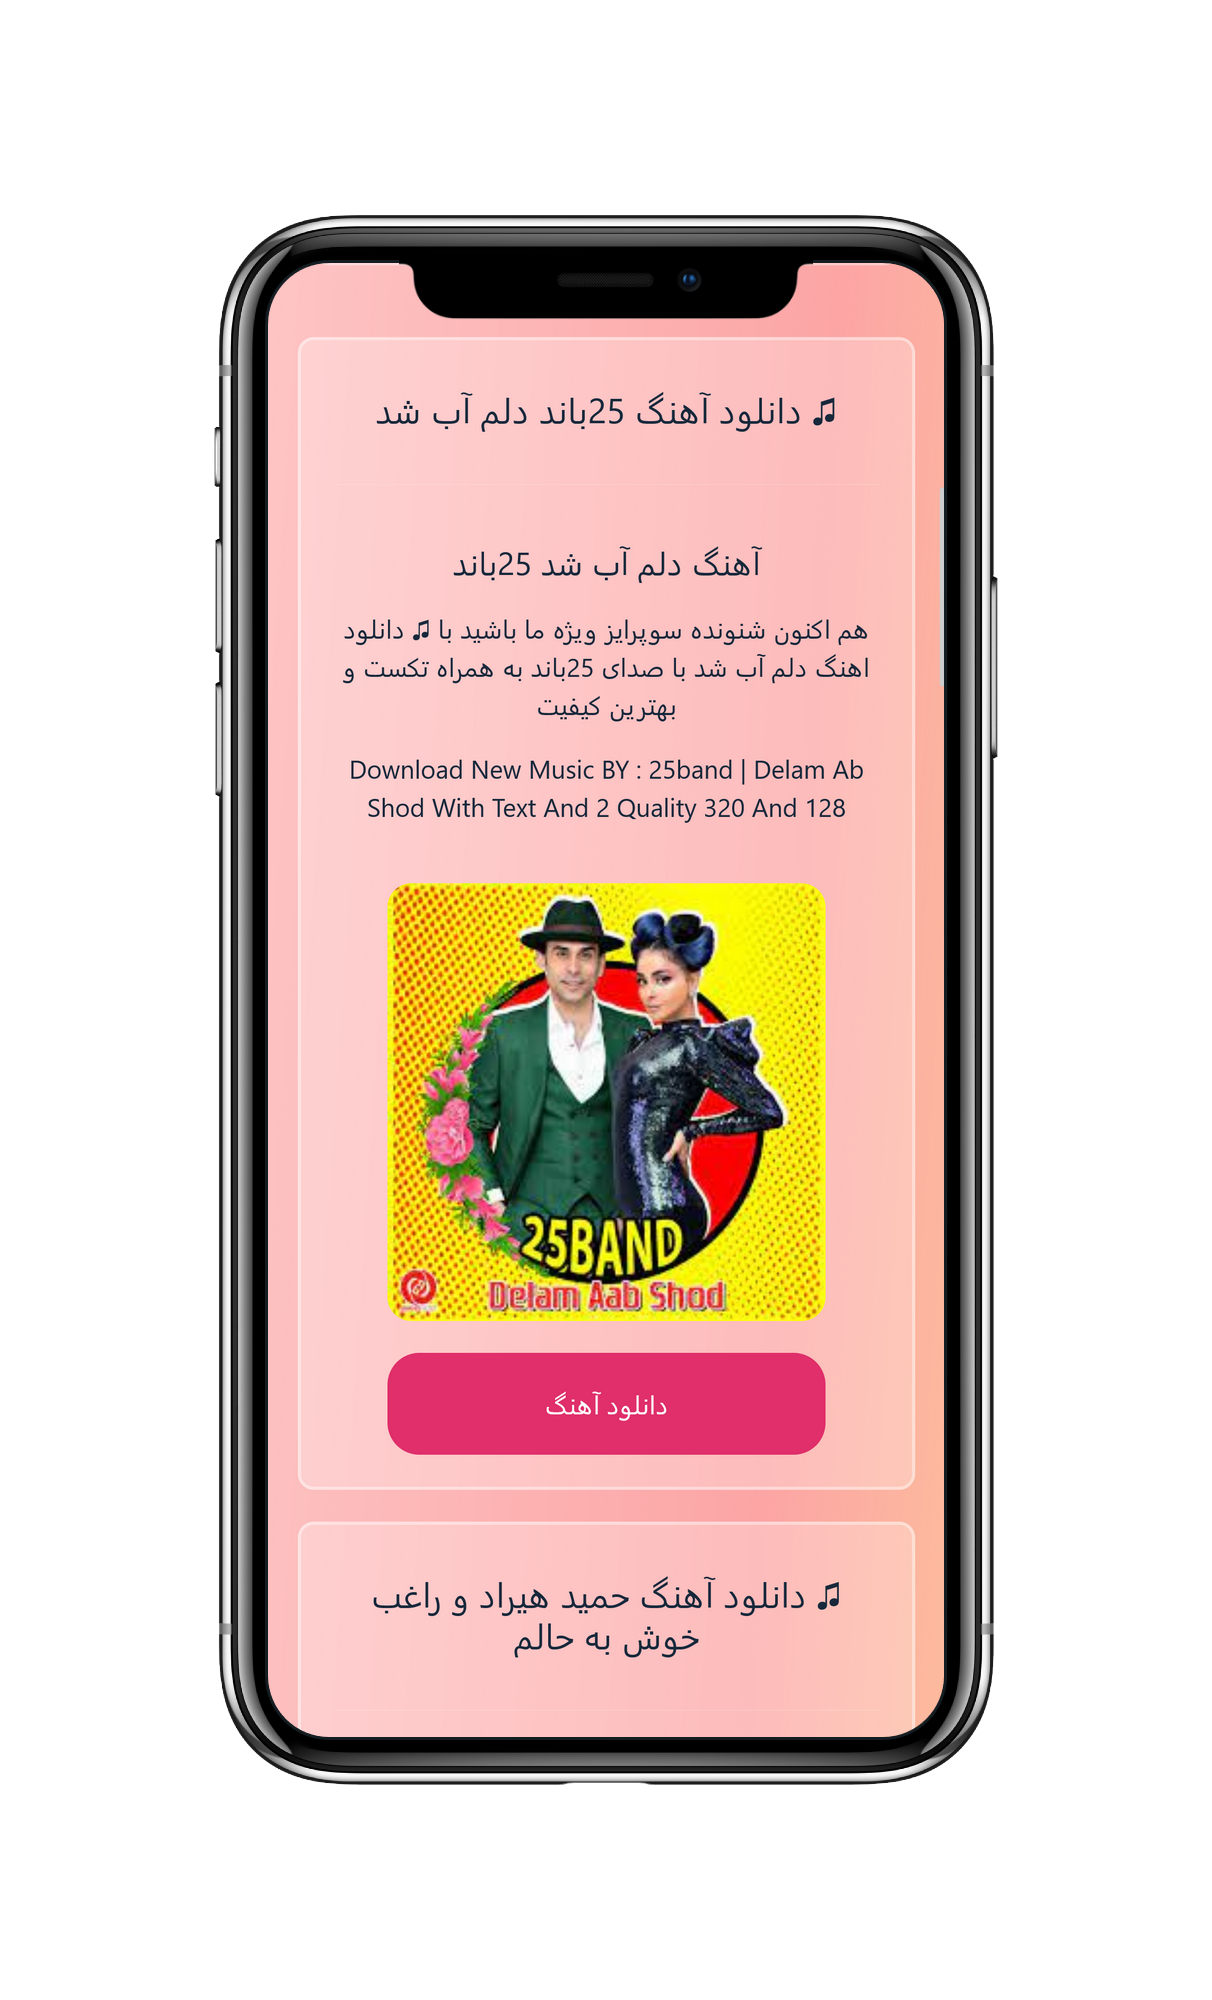 ♫ دانلود آهنگ 25باند دلم آب شد
آهنگ دلم آب شد 25باند
هم اکنون شنونده سوپرایز ویژه ما باشید با ♫ دانلود
اهنگ دلم آب شد با صدای 25باند به همراه تکست و
بهترین کیفیت
Download New Music BY : 25band | Delam Ab
Shod With Text And 2 Quality 320 And 128
25BAND
Delam Aab Shod
دانلود آهنگ
♫ دانلود آهنگ حمید هیراد و راغب
خوش به حالم